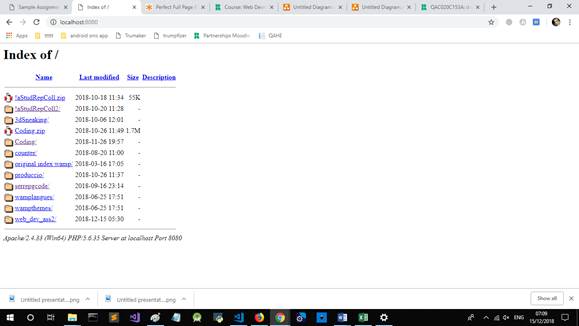 Sample Assignm
Index of /
Perfect Full Page
Course: Web Dev
Untitled Diagram
Untitled Diagram
QAC020C153A:
localhost:8080
Apps
ttttt
android sms app
Trumaker
trumpfizer
Partnerships Moodle
QAHE
Index of /
Name Last modified Size Description
!aStudRepColl.zip 2018-10-18 11:34 55K
!aStudRepColl2/ 2018-10-20 11:28 -
3dSneaking/ 2018-10-06 12:01 -
Coding.zip 2018-10-26 11:49 1.7M
Coding/ 2018-11-26 19:57 -
counter/ 2018-08-20 11:00 -
original index wamp/ 2018-03-16 17:05 -
produccio/ 2018-10-26 11:37 -
serrepgcode/ 2018-09-16 23:14 -
wamplangues/ 2018-06-25 17:51 -
wampthemes/ 2018-06-25 17:51 -
web_dev_ass2/ 2018-12-15 05:30 -
Apache/2.4.33 (Win64) PHP/5.6.35 Server at localhost Port 8080
Untitled presentat....png
Untitled presentat....png
Show all
07:09
15/12/2018